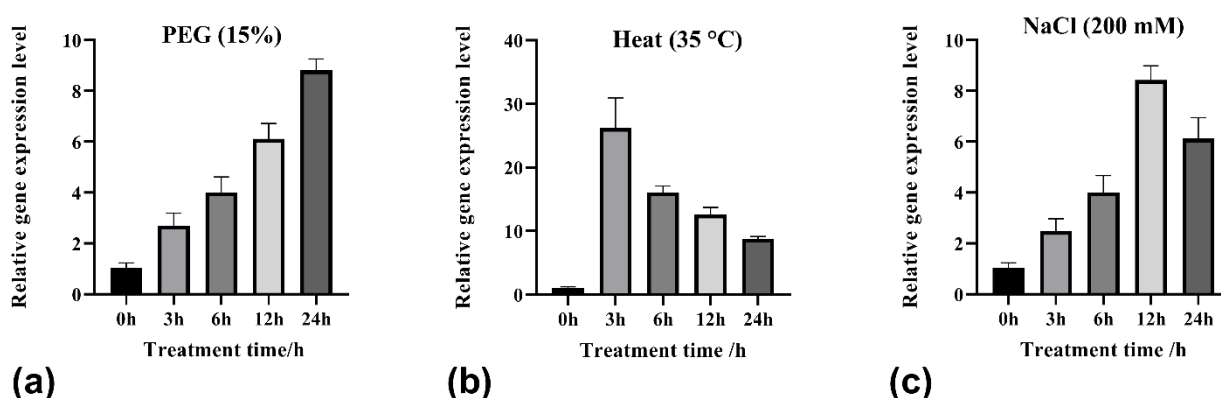 PEG (15%)
Relative gene expression level
10
8
6
4
2
0
0h 3h 6h 12h 24h
Treatment time/h
(a)
Heat (35 °C)
Relative gene expression level
40
30
20
10
0
0h 3h 6h 12h 24h
Treatment time /h
(b)
NaCl (200 mM)
Relative gene expression level
10
8
6
4
2
0
0h 3h 6h 12h 24h
Treatment time /h
(c)